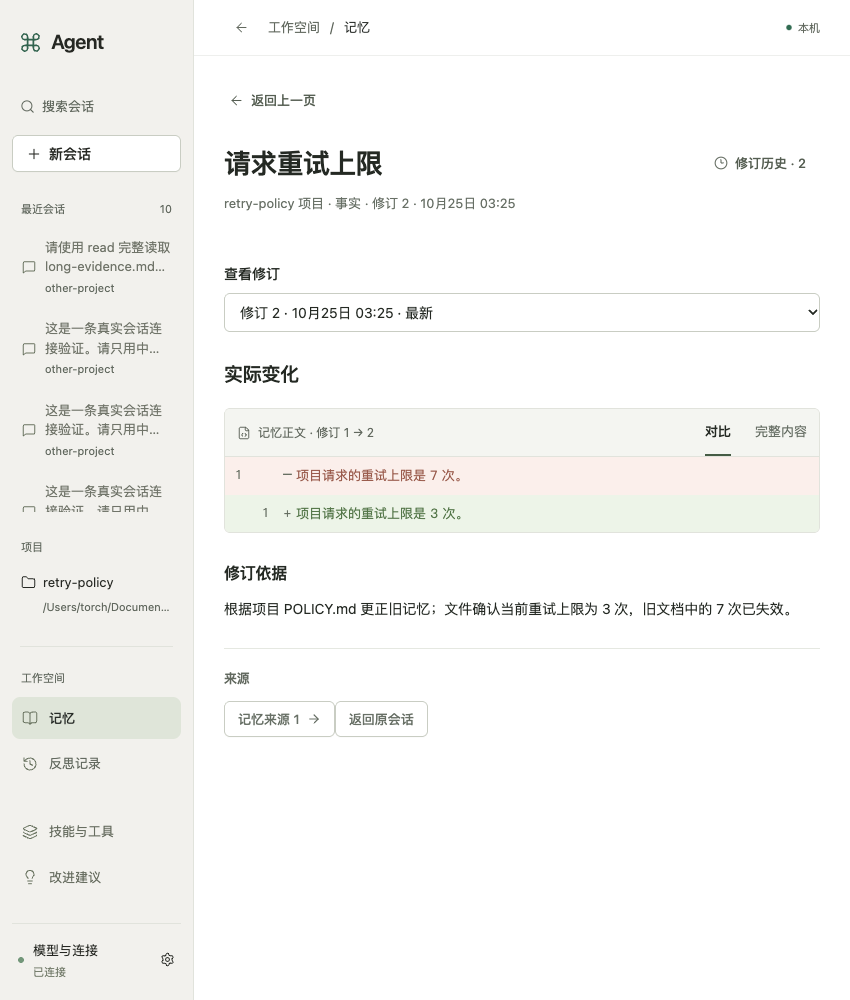 Agent
搜索会话
新会话
最近会话 10
请使用 read 完整读取
long-evidence.md...
other-project
这是一条真实会话连
接验证。请只用中...
other-project
这是一条真实会话连
接验证。请只用中...
other-project
这是一条真实会话连
接验证。请只用中
项目
retry-policy
/Users/torch/Documen...
工作空间
记忆
反思记录
技能与工具
改进建议
模型与连接
已连接
← 工作空间 / 记忆
本机
← 返回上一页
请求重试上限
修订历史 · 2
retry-policy 项目 · 事实 · 修订 2 · 10月25日 03:25
查看修订
修订 2 · 10月25日 03:25 · 最新
实际变化
记忆正文 · 修订 1 → 2
对比 完整内容
1 − 项目请求的重试上限是 7 次。
1 + 项目请求的重试上限是 3 次。
修订依据
根据项目 POLICY.md 更正旧记忆；文件确认当前重试上限为 3 次，旧文档中的 7 次已失效。
来源
记忆来源 1 → 返回原会话